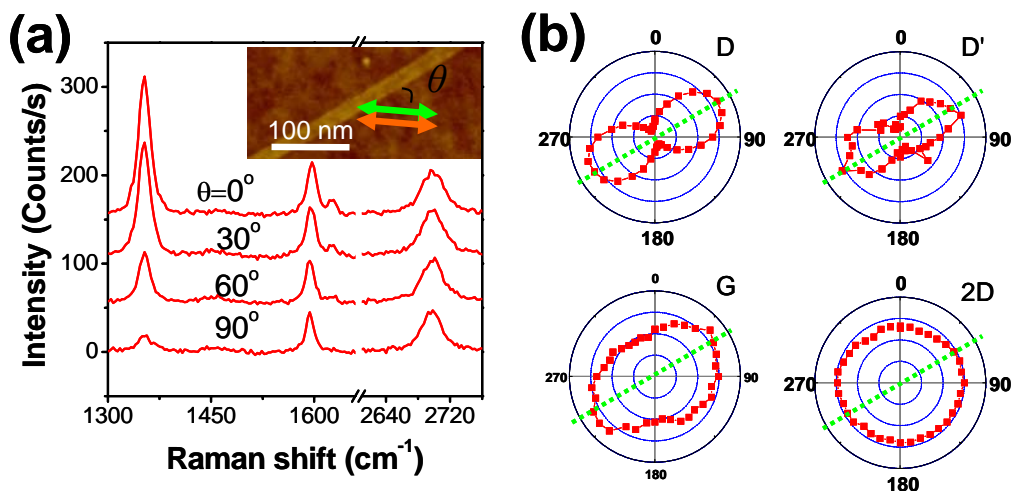 (a)
Intensity (Counts/s)
300
200
100
0
θ
100 nm
θ=0°
30°
60°
90°
1300
1450
1600
2640
2720
Raman shift (cm⁻¹)
(b)
0
D
270
90
180
0
D'
270
90
180
0
G
270
90
180
0
2D
270
90
180